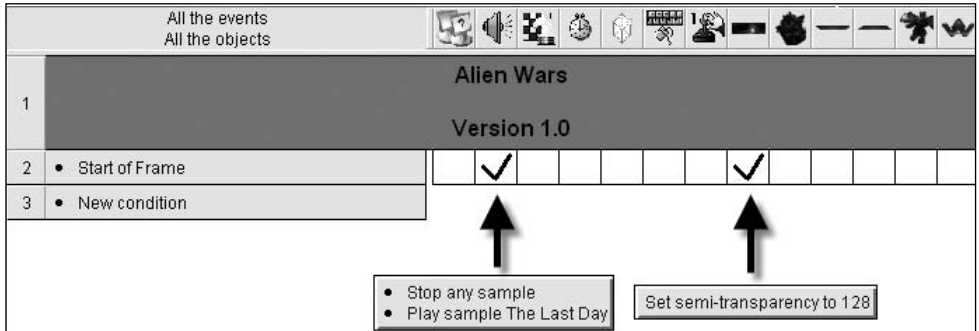 All the events
All the objects
1
Alien Wars
Version 1.0
2 • Start of Frame
3 • New condition
• Stop any sample
• Play sample The Last Day
Set semi-transparency to 128